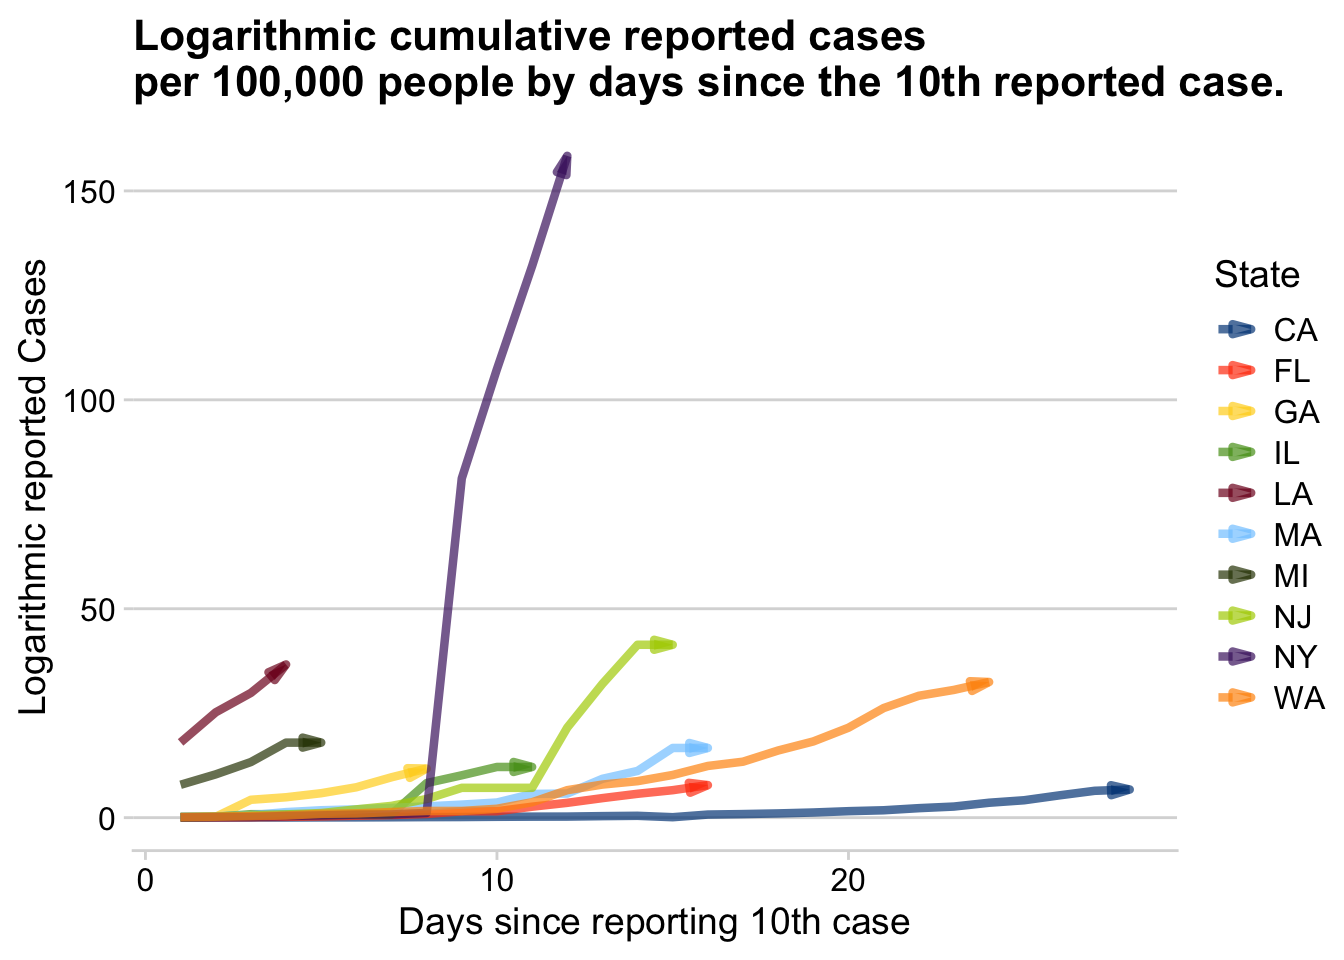 Logarithmic cumulative reported cases
per 100,000 people by days since the 10th reported case.
Logarithmic reported Cases
150
100
50
0
0
10
20
Days since reporting 10th case
State
CA
FL
GA
IL
LA
MA
MI
NJ
NY
WA